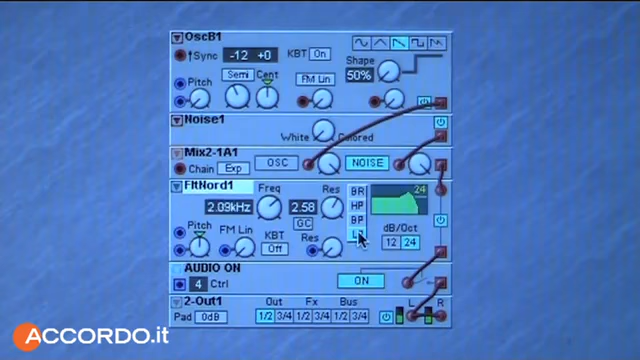 OscB1
Sync -12 +0 KBT On
Shape
Semi Cent
50%
Pitch FM Lin
Noise1
White Colored
Mix2-1A1
Chain Exp OSC NOISE
FltNord1 Freq Res
BR 24
2.09kHz 2.58 HP
GC BP
Pitch FM Lin KBT Res dB/Oct
Off 12 24
AUDIO ON
4 Ctrl ON
2-Out1 Out Fx Bus L R
Pad 0dB 1/2 3/4 1/2 3/4 1/2 3/4
ACCORDO.it